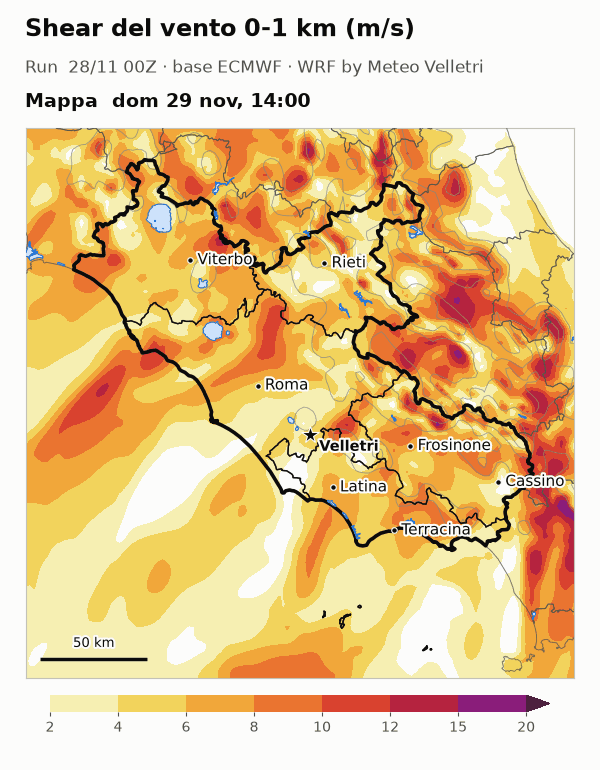 Shear del vento 0-1 km (m/s)
Run  28/11 00Z · base ECMWF · WRF by Meteo Velletri
Mappa  dom 29 nov, 14:00
Viterbo
Rieti
Roma
Velletri
Frosinone
Cassino
Latina
Terracina
50 km
2 4 6 8 10 12 15 20